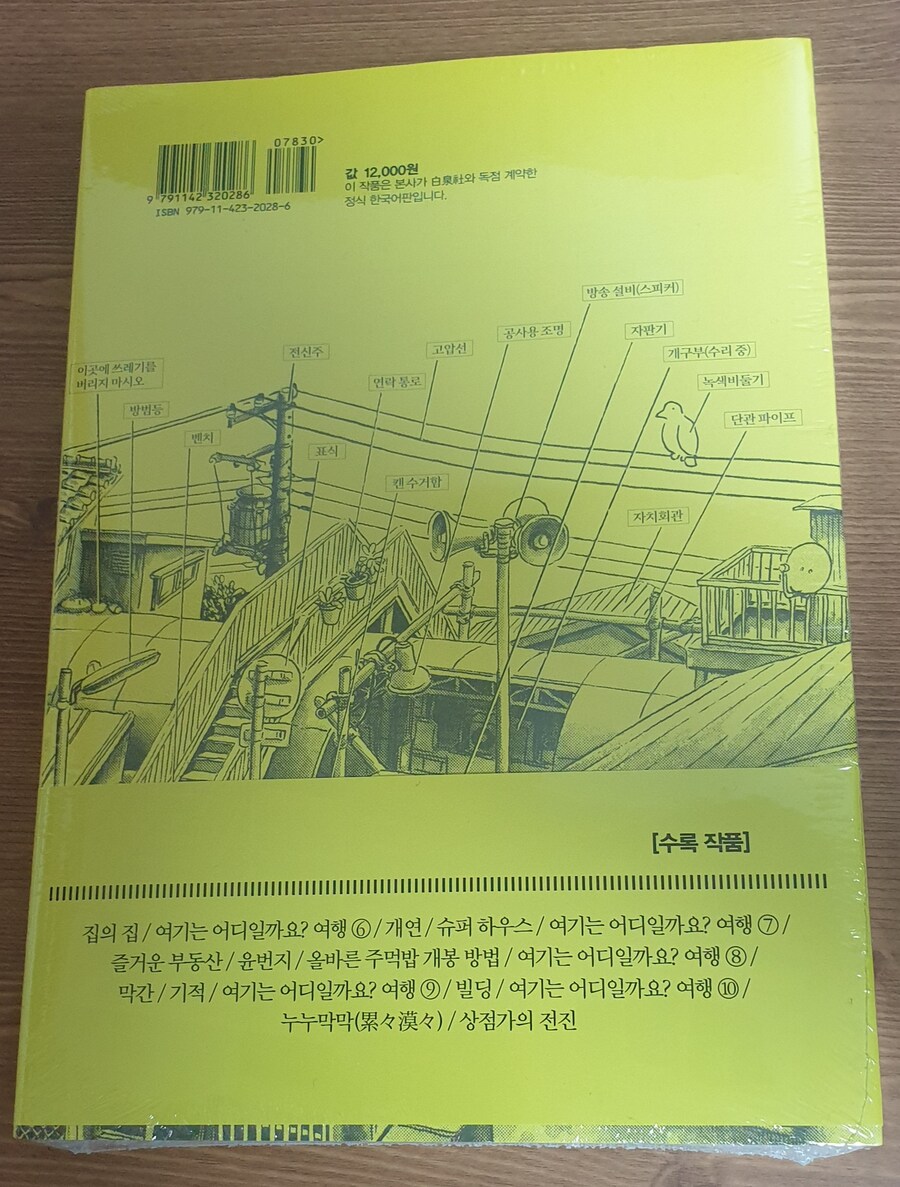 07830>
9 791142 320286
ISBN 979-11-423-2028-6
값 12,000원
이 작품은 본사가 白泉社와 독점 계약한
정식 한국어판입니다.
방송 설비(스피커)
공사용 조명
자판기
고압선
개구부(수리 중)
전신주
이곳에 쓰레기를
버리지 마시오
연락 통로
녹색비둘기
방범등
단관 파이프
벤치
표식
캔 수거함
자치회관
[수록 작품]
집의 집 / 여기는 어디일까요? 여행 ⑥ / 개연 / 슈퍼 하우스 / 여기는 어디일까요? 여행 ⑦ /
즐거운 부동산 / 윤번지 / 올바른 주먹밥 개봉 방법 / 여기는 어디일까요? 여행 ⑧ /
막간 / 기적 / 여기는 어디일까요? 여행 ⑨ / 빌딩 / 여기는 어디일까요? 여행 ⑩ /
누누막막(累々漠々) / 상점가의 전진